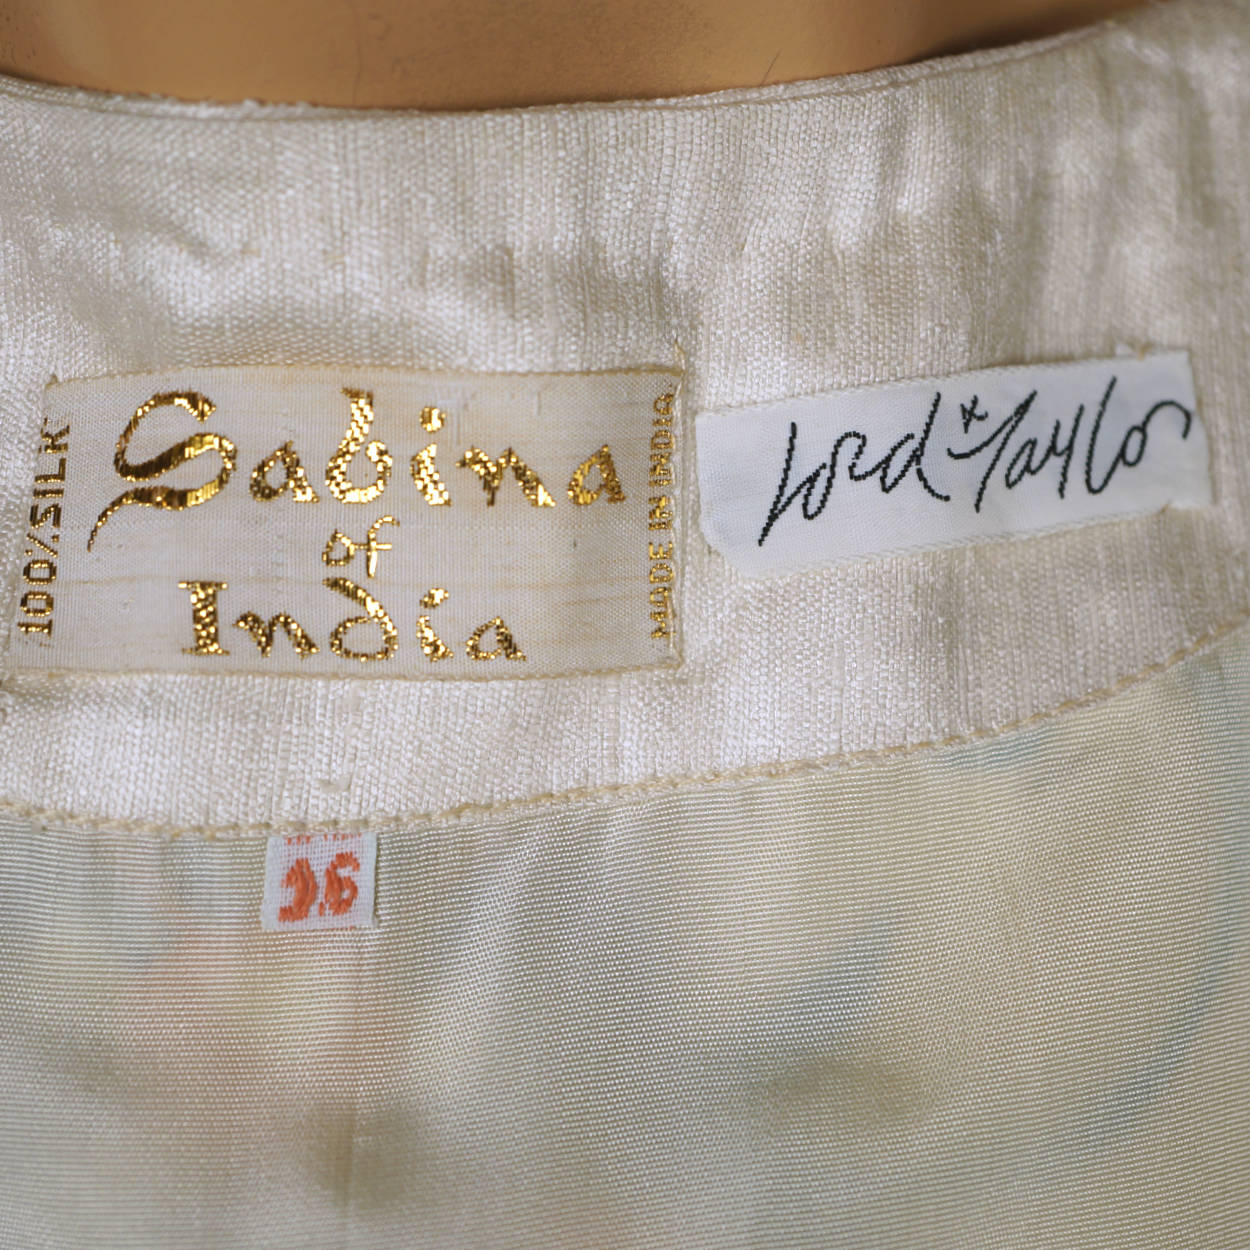 100% SILK
Sabina
of
India
MADE IN INDIA
Lord & Taylor
36